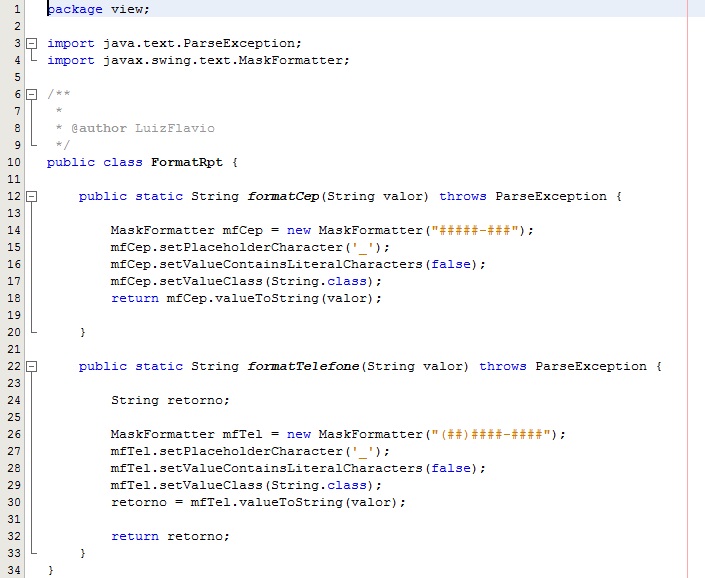 1 package view;
2
3 import java.text.ParseException;
4 import javax.swing.text.MaskFormatter;
5
6 /**
7 *
8 * @author LuizFlavio
9 */
10 public class FormatRpt {
11
12 public static String formatCep(String valor) throws ParseException {
13
14 MaskFormatter mfCep = new MaskFormatter("#####-###");
15 mfCep.setPlaceholderCharacter('_');
16 mfCep.setValueContainsLiteralCharacters(false);
17 mfCep.setValueClass(String.class);
18 return mfCep.valueToString(valor);
19
20 }
21
22 public static String formatTelefone(String valor) throws ParseException {
23
24 String retorno;
25
26 MaskFormatter mfTel = new MaskFormatter("(##)####-####");
27 mfTel.setPlaceholderCharacter('_');
28 mfTel.setValueContainsLiteralCharacters(false);
29 mfTel.setValueClass(String.class);
30 retorno = mfTel.valueToString(valor);
31
32 return retorno;
33 }
34 }